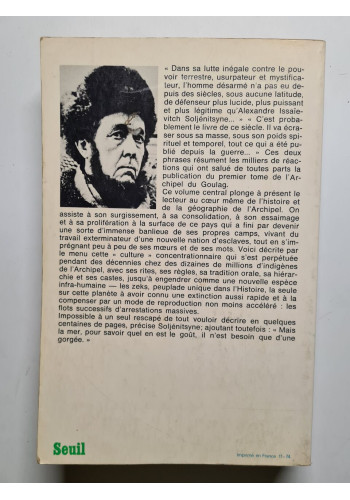 « Dans sa lutte inégale contre le pou-
voir terrestre, usurpateur et mystifica-
teur, l'homme désarmé n'a pas eu de-
puis des siècles, sous aucune latitude,
de défenseur plus lucide, plus puissant
et plus légitime qu'Alexandre Issaïe-
vitch Soljénitsyne... » « C'est proba-
blement le livre de ce siècle. Il va écra-
ser sous sa masse, sous son poids spi-
rituel et temporel, tout ce qui a été pu-
blié depuis la guerre... » Ces deux
phrases résument les milliers de réac-
tions qui ont salué de toutes parts la
publication du premier tome de l'Ar-
chipel du Goulag.
Ce volume central plonge à présent le
lecteur au cœur même de l'histoire et
de la géographie de l'Archipel. On
assiste à son surgissement, à sa consolidation, à son essaimage
et à sa prolifération à la surface de ce pays qui a fini par devenir
une sorte d'immense banlieue de ses propres camps, vivant du
travail exterminateur d'une nouvelle nation d'esclaves, tout en s'im-
prégnant peu à peu de ses mœurs et de ses mots. Voici décrite par
le menu cette « culture » concentrationnaire qui s'est perpétuée
pendant des décennies chez des dizaines de millions d'indigènes
de l'Archipel, avec ses rites, ses règles, sa tradition orale, sa hiérar-
chie et ses castes, jusqu'à engendrer comme une nouvelle espèce
infra-humaine — les zeks, peuplade unique dans l'Histoire, la seule
sur cette planète à avoir connu une extinction aussi rapide et à la
compenser par un mode de reproduction non moins accéléré : les
flots successifs d'arrestations massives.
Impossible à un seul rescapé de tout vouloir décrire en quelques
centaines de pages, précise Soljénitsyne; ajoutant toutefois : « Mais
la mer, pour savoir quel en est le goût, il n'est besoin que d'une
gorgée. »
Seuil
Imprimé en France